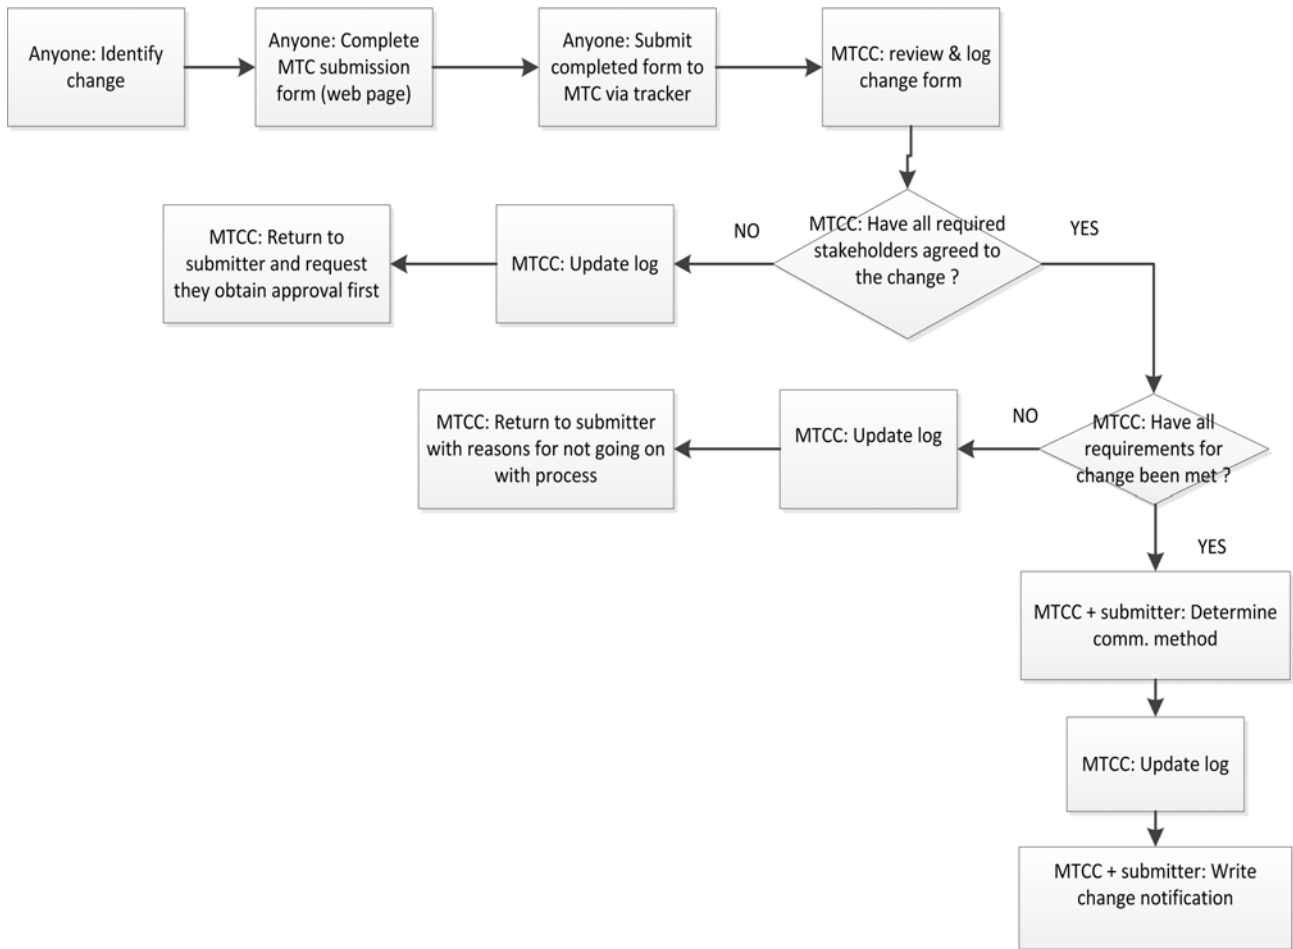 Anyone: Identify
change
Anyone: Complete
MTC submission
form (web page)
Anyone: Submit
completed form to
MTC via tracker
MTCC: review & log
change form
MTCC: Return to
submitter and request
they obtain approval first
MTCC: Update log
NO
MTCC: Have all required
stakeholders agreed to
the change ?
YES
MTCC: Return to submitter
with reasons for not going on
with process
MTCC: Update log
NO
MTCC: Have all
requirements for
change been met ?
YES
MTCC + submitter: Determine
comm. method
MTCC: Update log
MTCC + submitter: Write
change notification